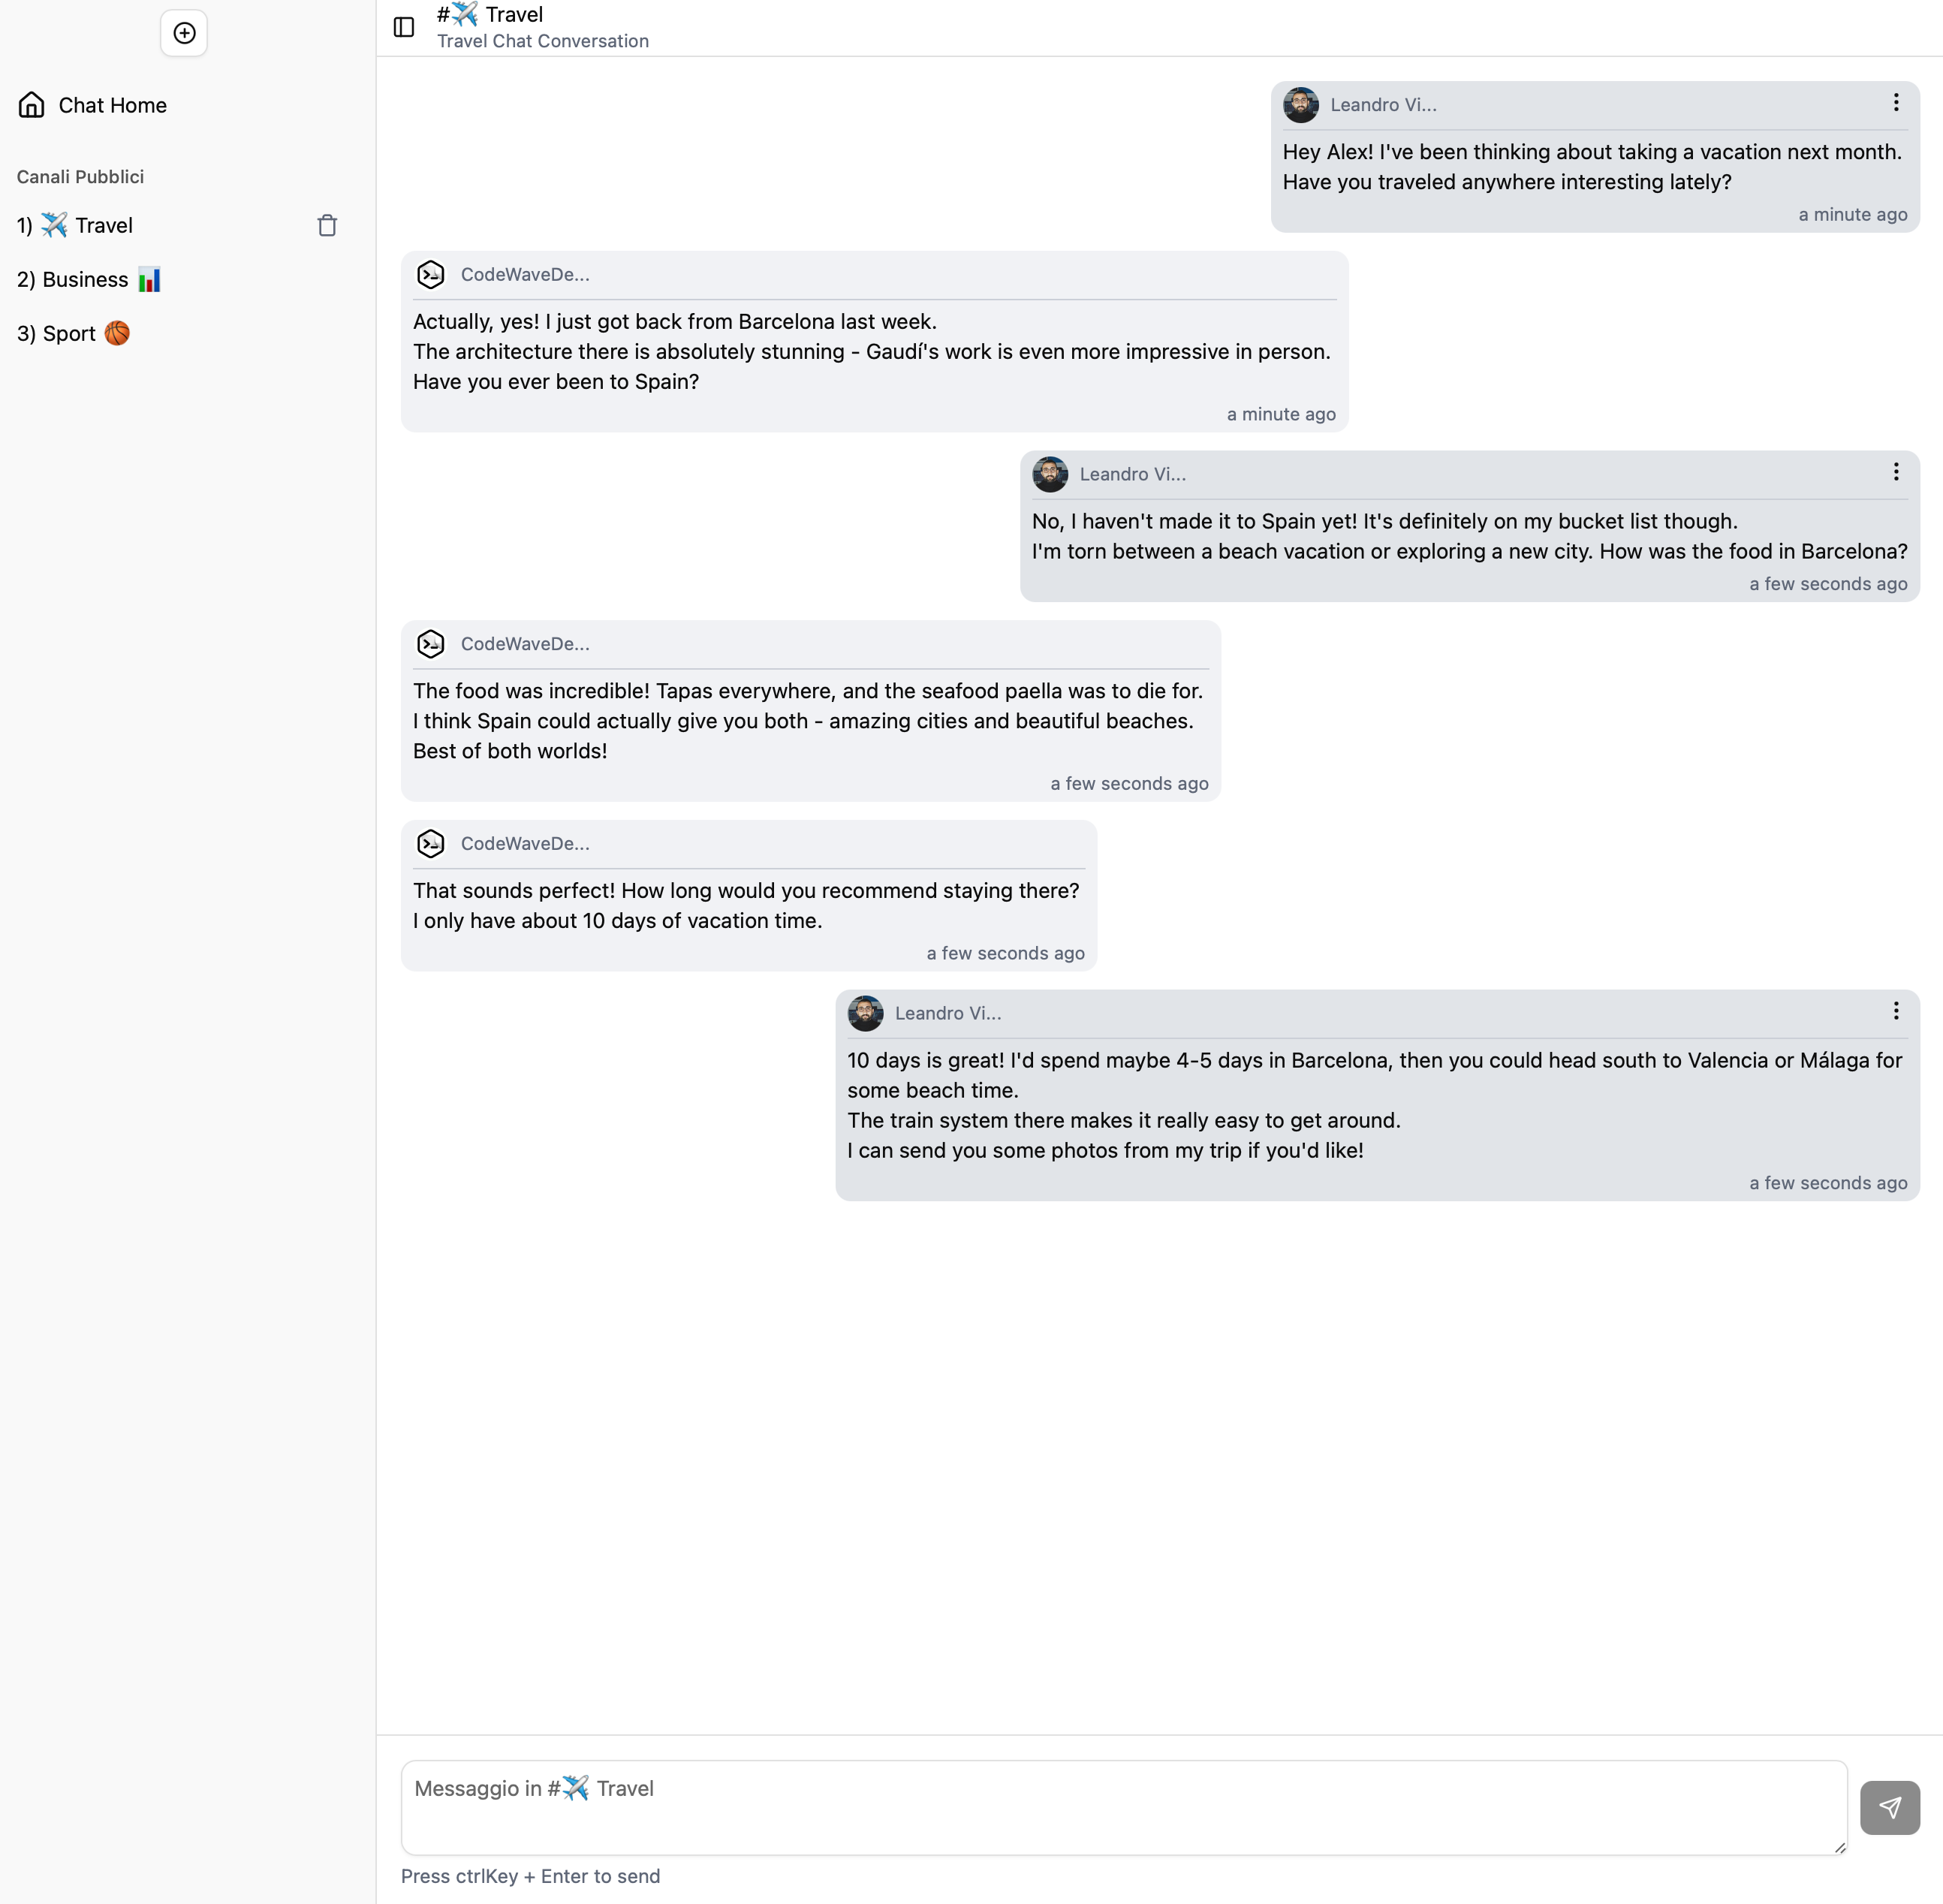 #✈️ Travel
Travel Chat Conversation
Chat Home
Canali Pubblici
1) ✈️ Travel
2) Business 📊
3) Sport 🏀
Leandro Vi...
Hey Alex! I've been thinking about taking a vacation next month.
Have you traveled anywhere interesting lately?
a minute ago
CodeWaveDe...
Actually, yes! I just got back from Barcelona last week.
The architecture there is absolutely stunning - Gaudí's work is even more impressive in person.
Have you ever been to Spain?
a minute ago
Leandro Vi...
No, I haven't made it to Spain yet! It's definitely on my bucket list though.
I'm torn between a beach vacation or exploring a new city. How was the food in Barcelona?
a few seconds ago
CodeWaveDe...
The food was incredible! Tapas everywhere, and the seafood paella was to die for.
I think Spain could actually give you both - amazing cities and beautiful beaches.
Best of both worlds!
a few seconds ago
CodeWaveDe...
That sounds perfect! How long would you recommend staying there?
I only have about 10 days of vacation time.
a few seconds ago
Leandro Vi...
10 days is great! I'd spend maybe 4-5 days in Barcelona, then you could head south to Valencia or Málaga for
some beach time.
The train system there makes it really easy to get around.
I can send you some photos from my trip if you'd like!
a few seconds ago
Messaggio in #✈️ Travel
Press ctrlKey + Enter to send